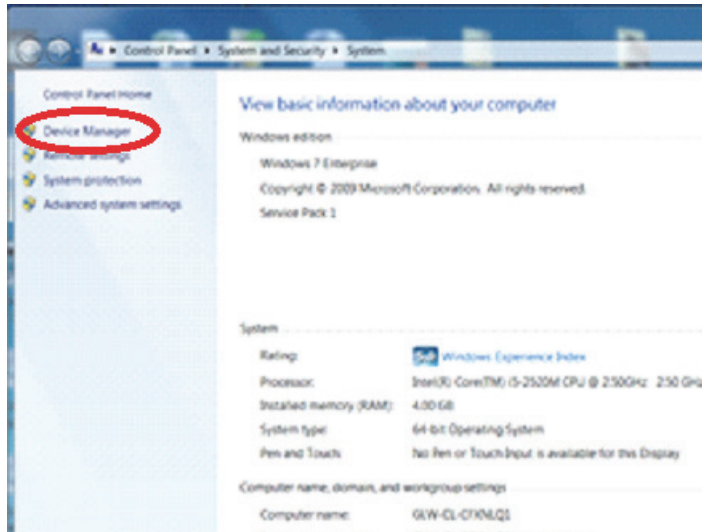 Control Panel ▸ System and Security ▸ System
Control Panel Home
Device Manager
Remote settings
System protection
Advanced system settings
View basic information about your computer
Windows edition
Windows 7 Enterprise
Copyright © 2009 Microsoft Corporation. All rights reserved.
Service Pack 1
System
Rating: Windows Experience Index
Processor: Intel(R) Core(TM) i5-2520M CPU @ 2.50GHz 2.50 GHz
Installed memory (RAM): 4.00 GB
System type: 64-bit Operating System
Pen and Touch: No Pen or Touch Input is available for this Display
Computer name, domain, and workgroup settings
Computer name: